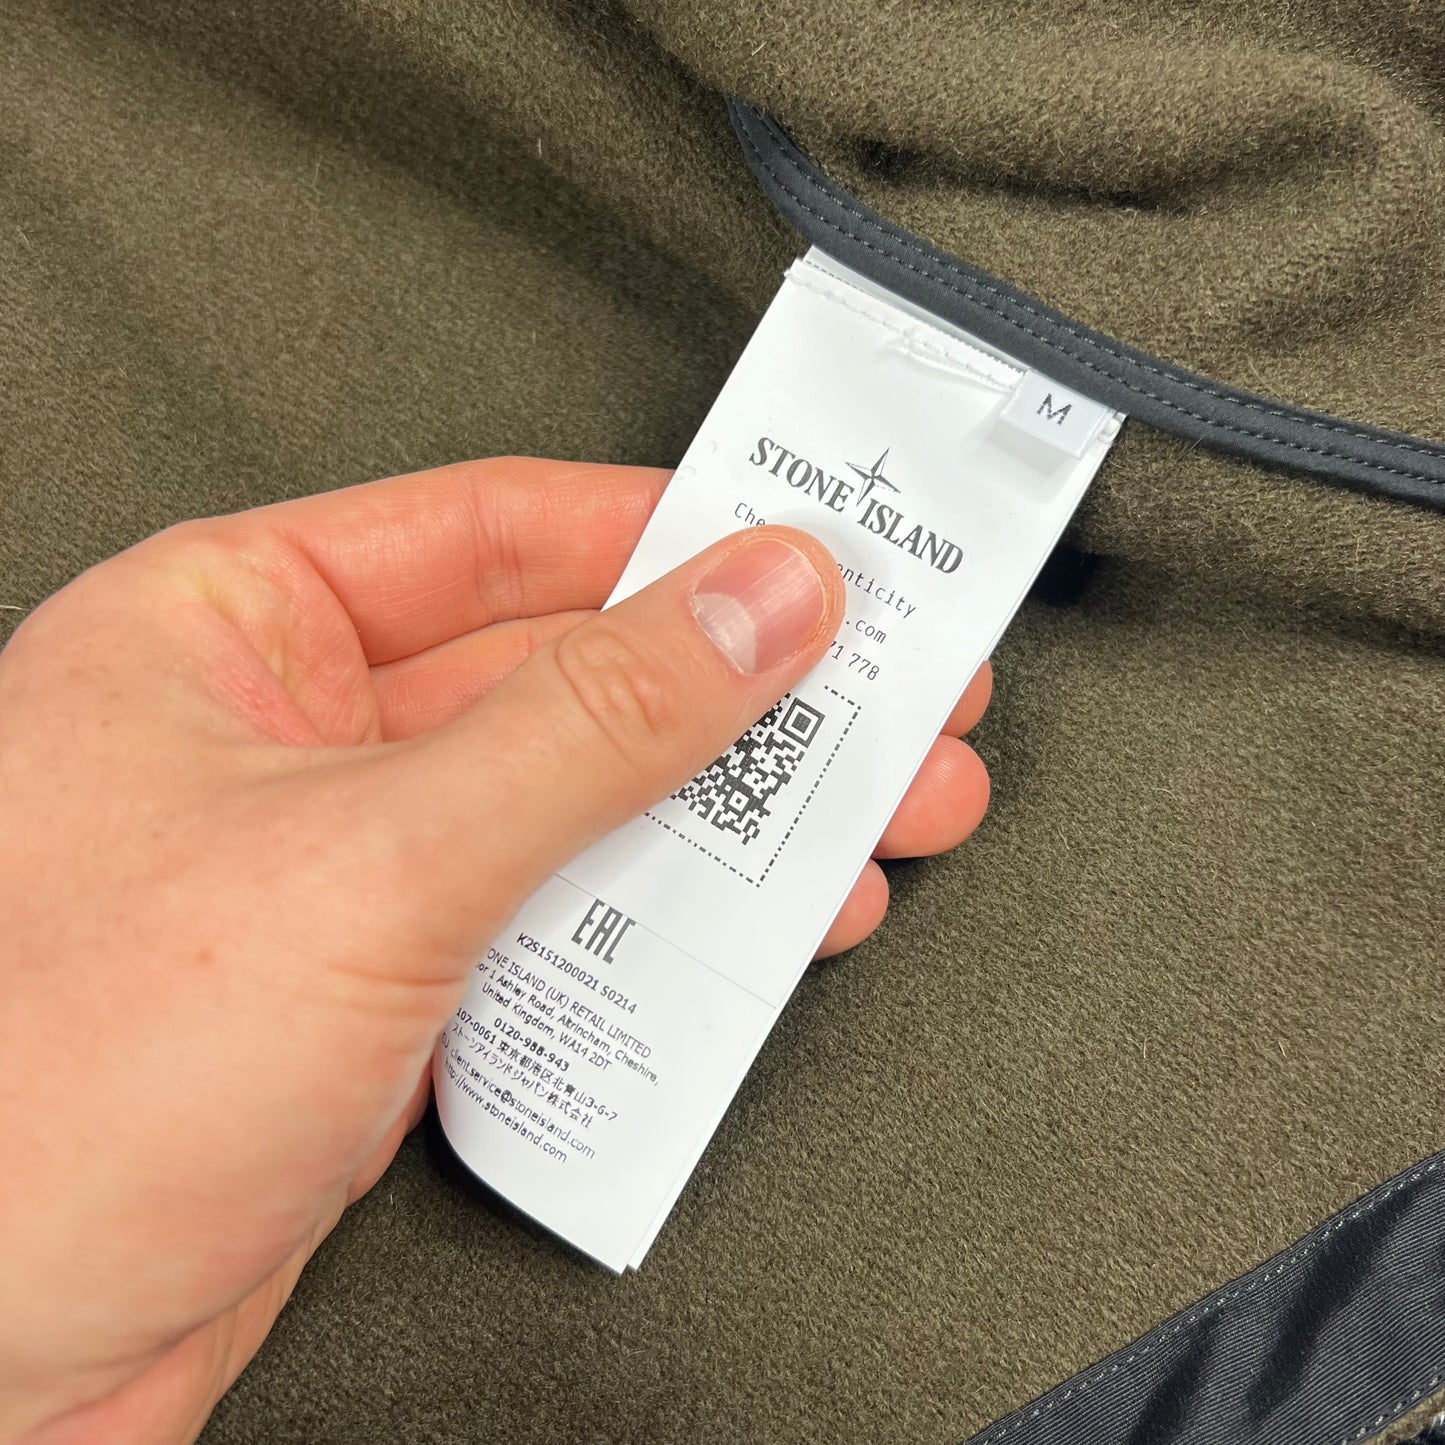 M
STONE ISLAND
enticity
.com
71 778
EAC
K2S151200021 S0214
ONE ISLAND (UK) RETAIL LIMITED
or 1 Ashley Road, Altrincham, Cheshire,
United Kingdom, WA14 2DT
0120-988-943
107-0061 東京都港区北青山3-6-7
ストーンアイランドジャパン株式会社
client.service@stoneisland.com
http://www.stoneisland.com